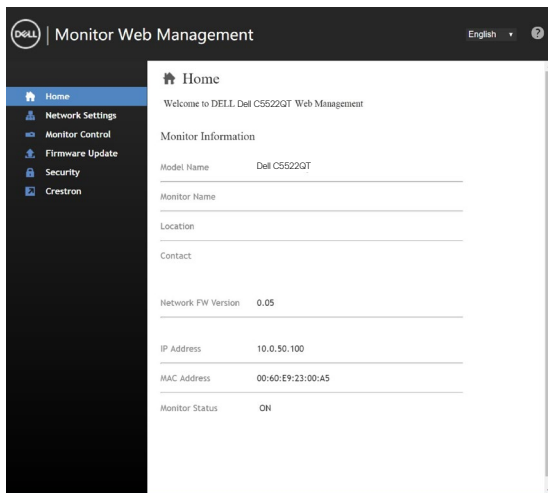 DELL | Monitor Web Management
English
?
Home
Network Settings
Monitor Control
Firmware Update
Security
Crestron
Home
Welcome to DELL Dell C5522QT Web Management
Monitor Information
Model Name Dell C5522QT
Monitor Name
Location
Contact
Network FW Version 0.05
IP Address 10.0.50.100
MAC Address 00:60:E9:23:00:A5
Monitor Status ON